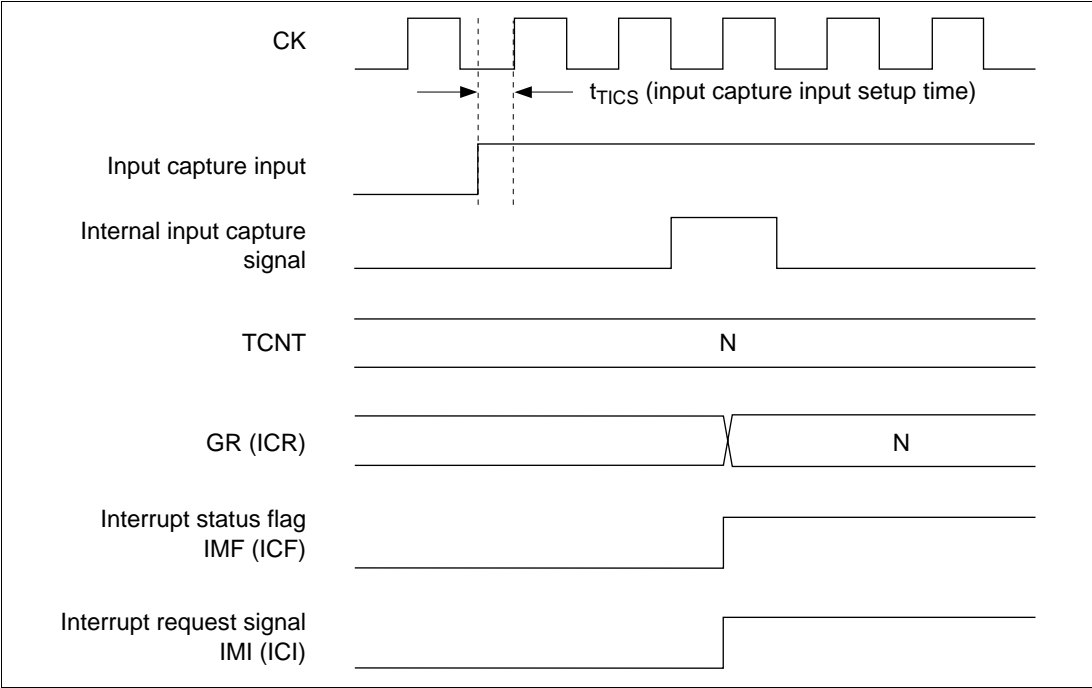 CK
tTICS (input capture input setup time)
Input capture input
Internal input capture
signal
TCNT
N
GR (ICR)
N
Interrupt status flag
IMF (ICF)
Interrupt request signal
IMI (ICI)